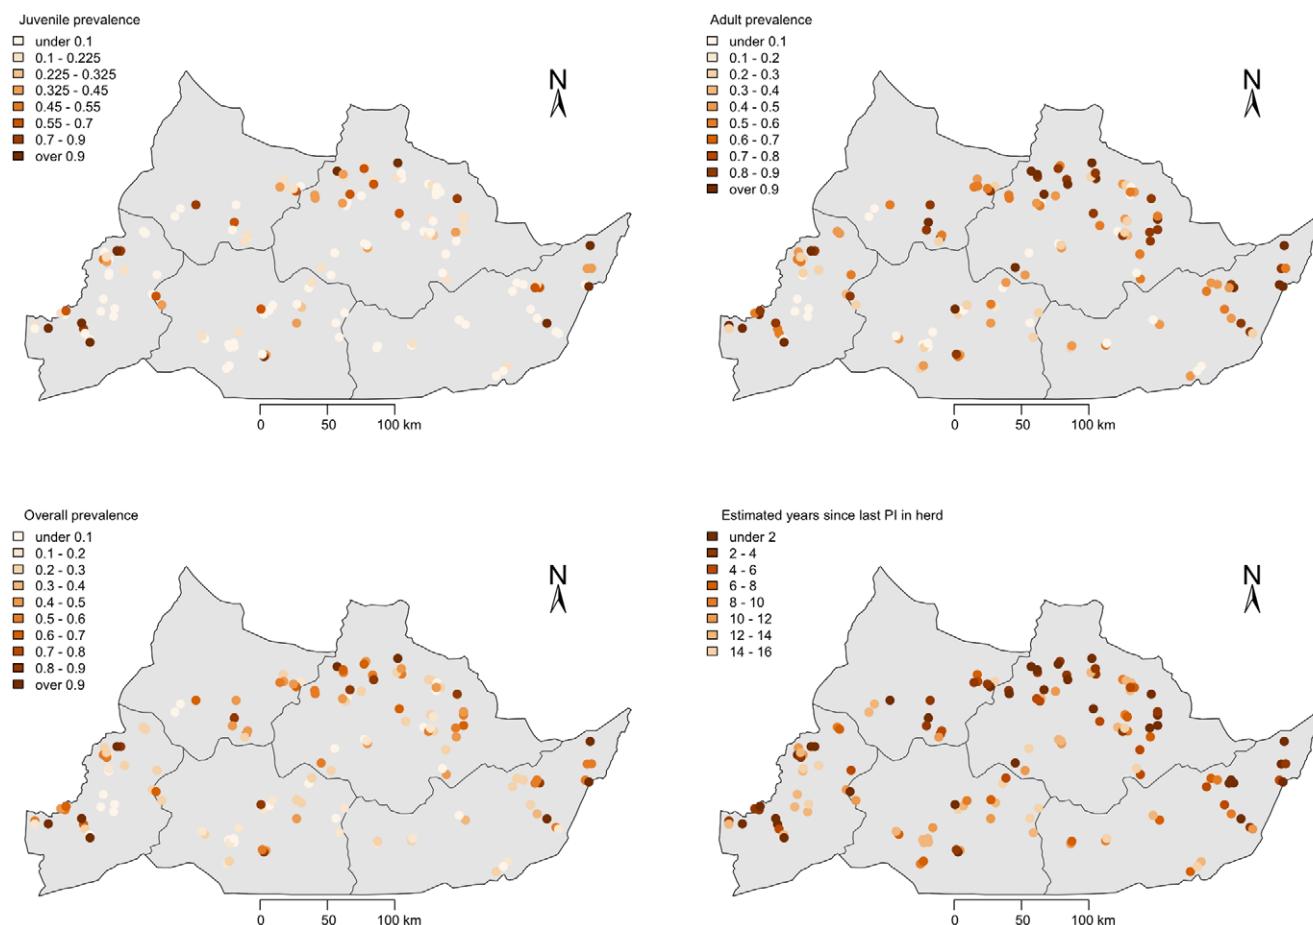 Juvenile prevalence
under 0.1
0.1 - 0.225
0.225 - 0.325
0.325 - 0.45
0.45 - 0.55
0.55 - 0.7
0.7 - 0.9
over 0.9
N
0 50 100 km
Adult prevalence
under 0.1
0.1 - 0.2
0.2 - 0.3
0.3 - 0.4
0.4 - 0.5
0.5 - 0.6
0.6 - 0.7
0.7 - 0.8
0.8 - 0.9
over 0.9
N
0 50 100 km
Overall prevalence
under 0.1
0.1 - 0.2
0.2 - 0.3
0.3 - 0.4
0.4 - 0.5
0.5 - 0.6
0.6 - 0.7
0.7 - 0.8
0.8 - 0.9
over 0.9
N
0 50 100 km
Estimated years since last PI in herd
under 2
2 - 4
4 - 6
6 - 8
8 - 10
10 - 12
12 - 14
14 - 16
N
0 50 100 km